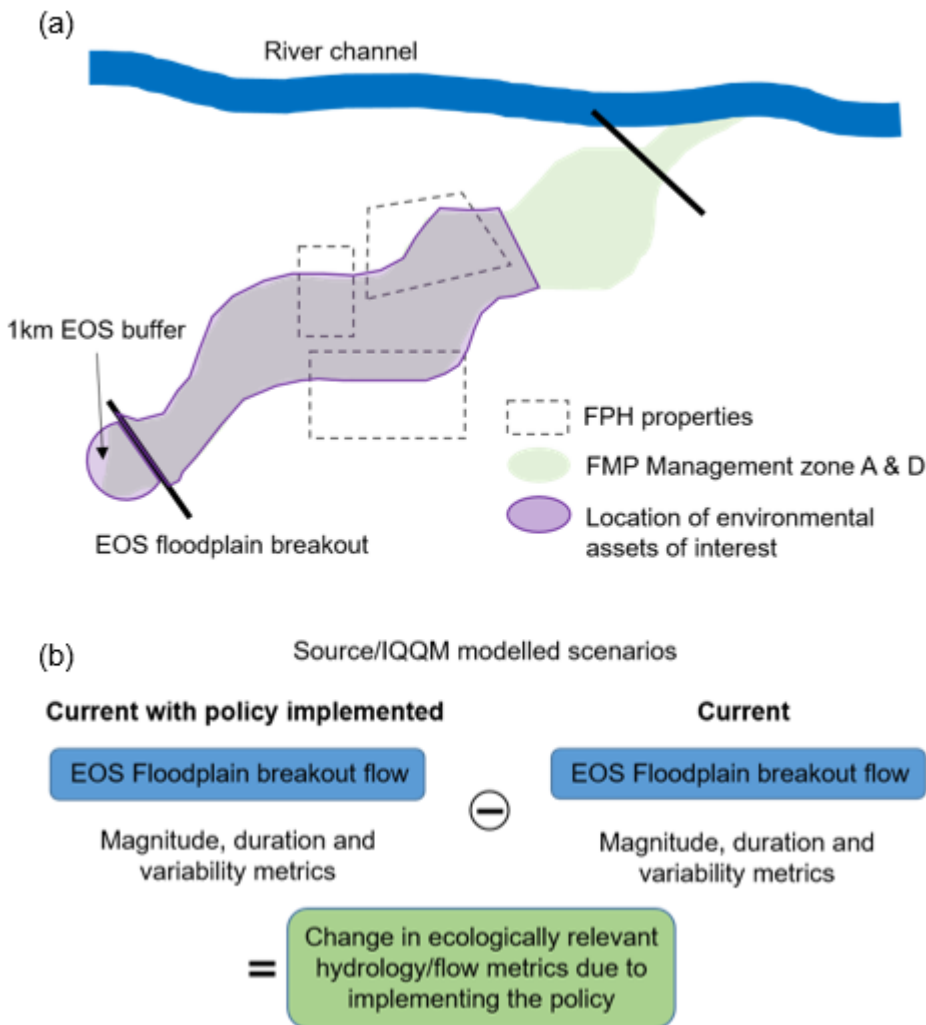 (a)
River channel
1km EOS buffer
EOS floodplain breakout
FPH properties
FMP Management zone A & D
Location of environmental
assets of interest
(b)
Source/IQQM modelled scenarios
Current with policy implemented
Current
EOS Floodplain breakout flow
EOS Floodplain breakout flow
Magnitude, duration and
variability metrics
Magnitude, duration and
variability metrics
=
Change in ecologically relevant
hydrology/flow metrics due to
implementing the policy